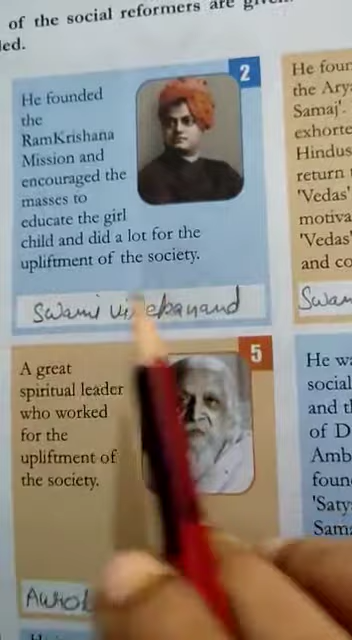 of the social reformers are
led.
2
He founded
the
RamKrishana
Mission and
encouraged the
masses to
educate the girl
child and did a lot for the
upliftment of the society.
Swami Vivekanand
He foun
the Ary
Samaj'.
exhorte
Hindus
return
'Vedas'
motiva
'Vedas'
and co
Swam
5
A great
spiritual leader
who worked
for the
upliftment of
the society.
Aurob
He wa
social
and th
of D
Amb
foun
'Saty
Sama